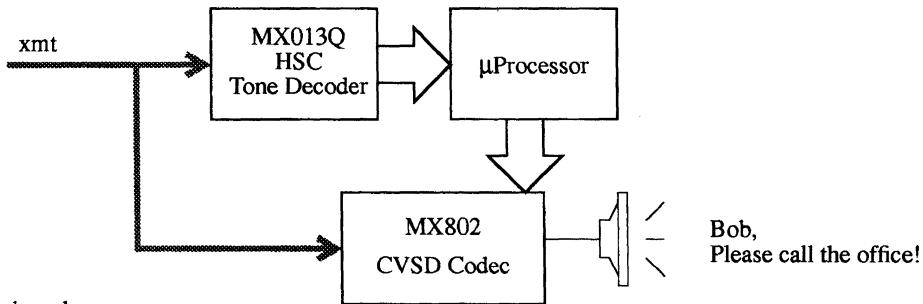 xmt
MX013Q
HSC
Tone Decoder
µProcessor
MX802
CVSD Codec
Bob,
Please call the office!